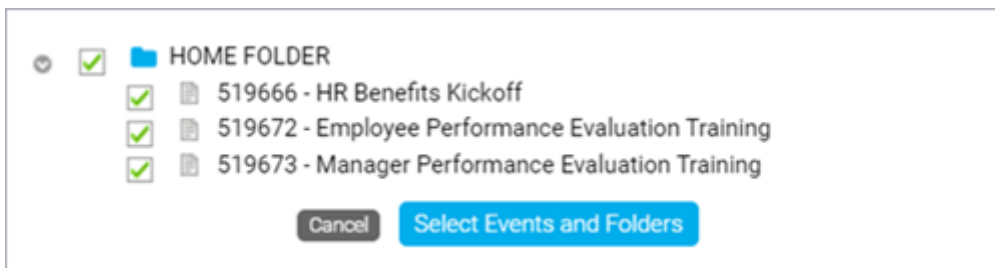 HOME FOLDER
519666 - HR Benefits Kickoff
519672 - Employee Performance Evaluation Training
519673 - Manager Performance Evaluation Training
Cancel Select Events and Folders